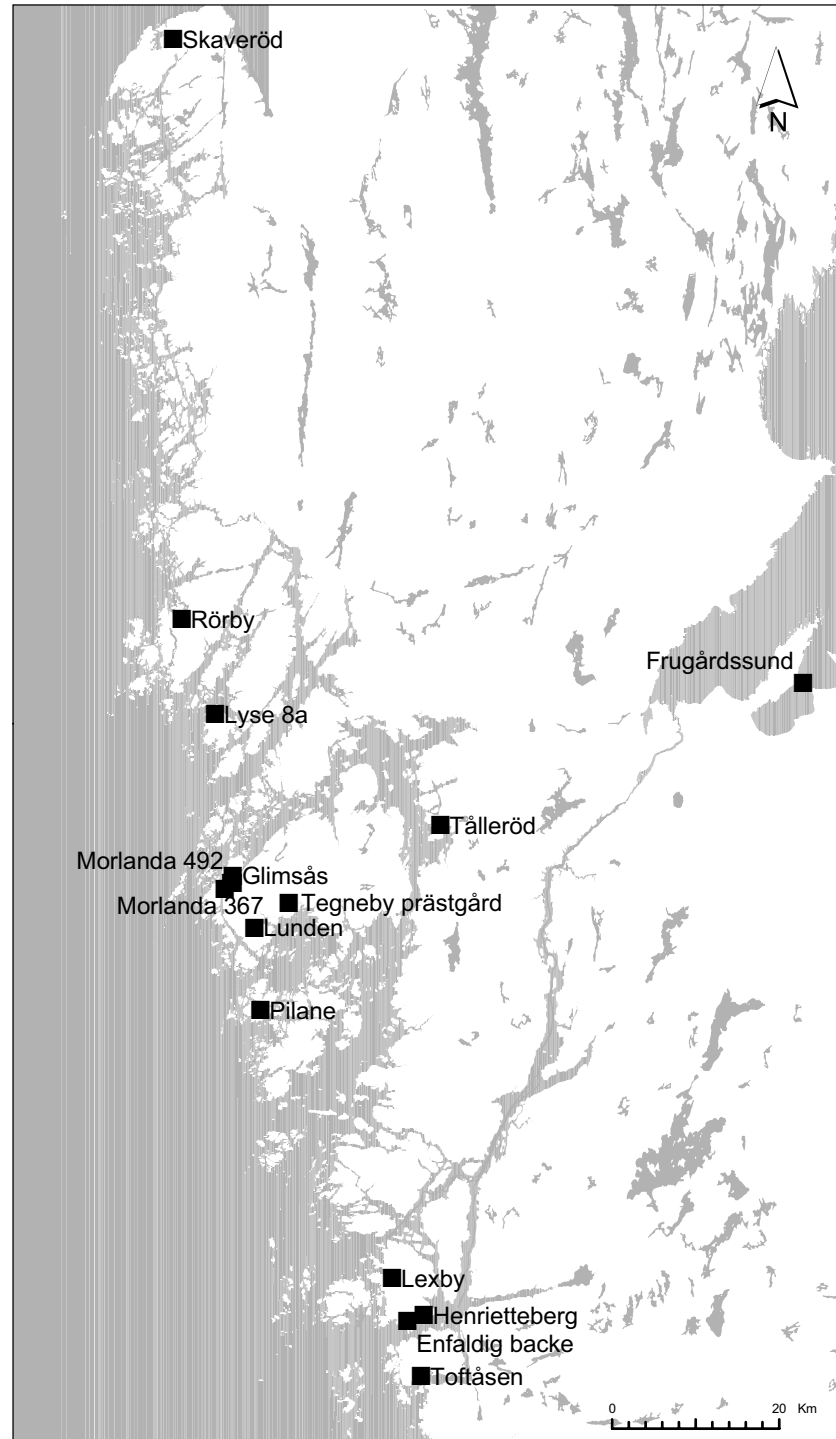 Skaveröd
N
Rörby
Frugårdssund
Lyse 8a
Tålleröd
Morlanda 492
Glimsås
Morlanda 367
Tegneby prästgård
Lunden
Pilane
Lexby
Henrietteberg
Enfaldig backe
Toftåsen
0 20 Km